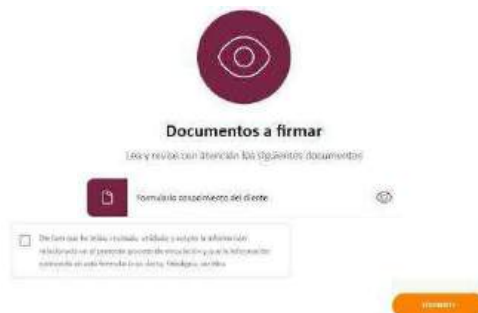 Documentos a firmar
Lea y revise con atención los siguientes documentos
Formulario conocimiento del cliente
Declaro que he leído, revisado, validado y acepto la información
relacionada en el presente proceso de vinculación y que la información
contenida en este formulario es cierta, fidedigna,
SIGUIENTE